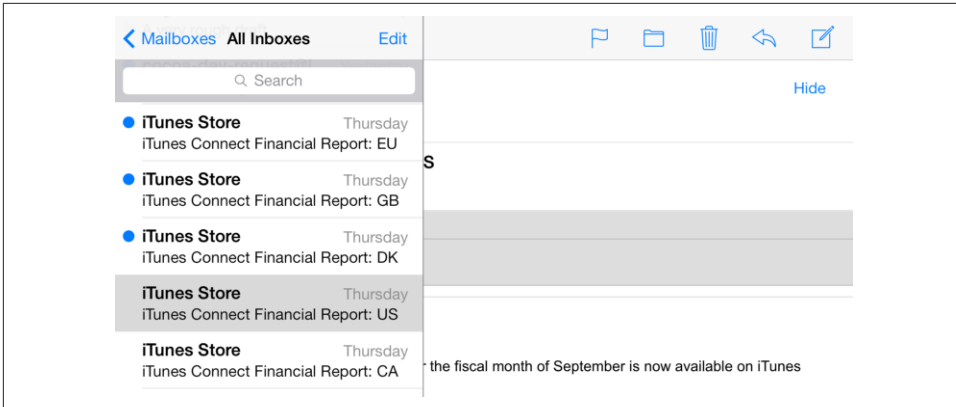 Mailboxes All Inboxes Edit
Search
Hide
iTunes Store Thursday
iTunes Connect Financial Report: EU
s
iTunes Store Thursday
iTunes Connect Financial Report: GB
iTunes Store Thursday
iTunes Connect Financial Report: DK
iTunes Store Thursday
iTunes Connect Financial Report: US
iTunes Store Thursday
iTunes Connect Financial Report: CA
the fiscal month of September is now available on iTunes